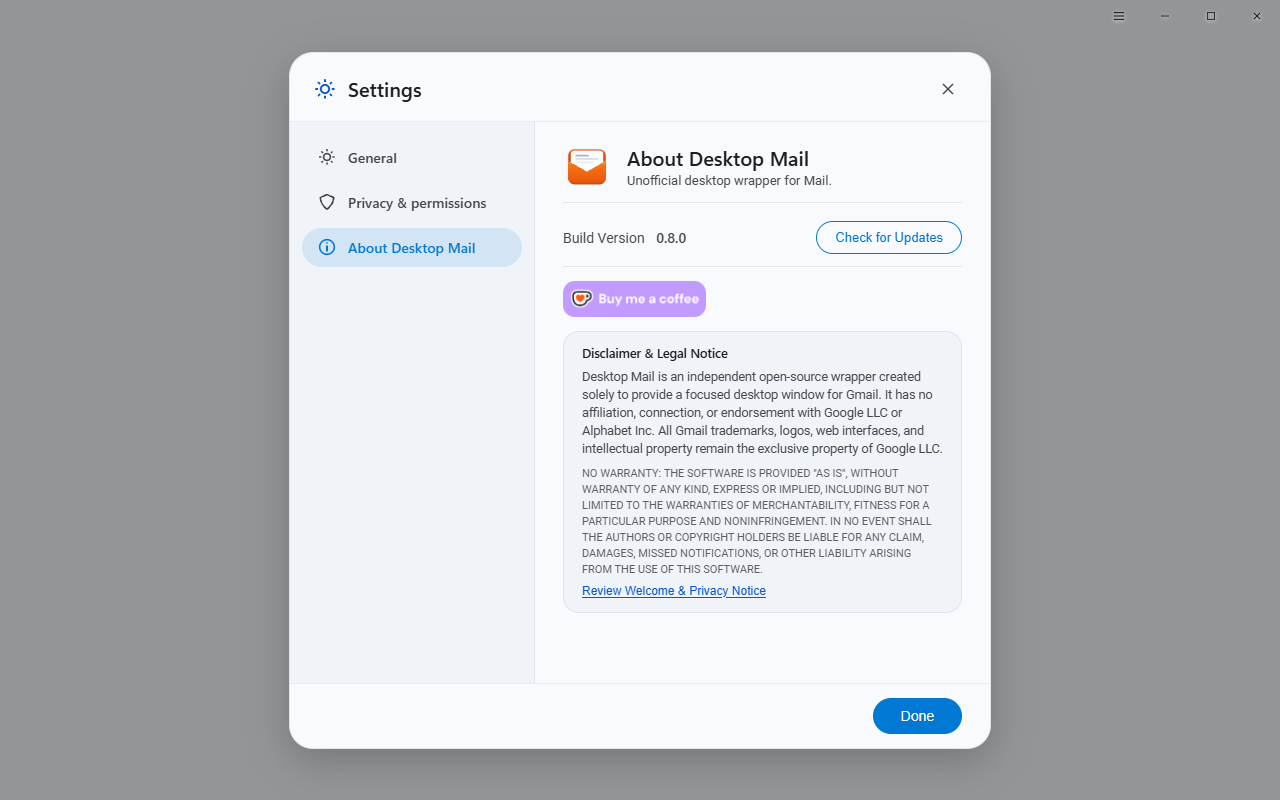 Settings
General
Privacy & permissions
About Desktop Mail
About Desktop Mail
Unofficial desktop wrapper for Mail.
Build Version 0.8.0
Check for Updates
Buy me a coffee
Disclaimer & Legal Notice
Desktop Mail is an independent open-source wrapper created
solely to provide a focused desktop window for Gmail. It has no
affiliation, connection, or endorsement with Google LLC or
Alphabet Inc. All Gmail trademarks, logos, web interfaces, and
intellectual property remain the exclusive property of Google LLC.
NO WARRANTY: THE SOFTWARE IS PROVIDED "AS IS", WITHOUT
WARRANTY OF ANY KIND, EXPRESS OR IMPLIED, INCLUDING BUT NOT
LIMITED TO THE WARRANTIES OF MERCHANTABILITY, FITNESS FOR A
PARTICULAR PURPOSE AND NONINFRINGEMENT. IN NO EVENT SHALL
THE AUTHORS OR COPYRIGHT HOLDERS BE LIABLE FOR ANY CLAIM,
DAMAGES, MISSED NOTIFICATIONS, OR OTHER LIABILITY ARISING
FROM THE USE OF THIS SOFTWARE.
Review Welcome & Privacy Notice
Done